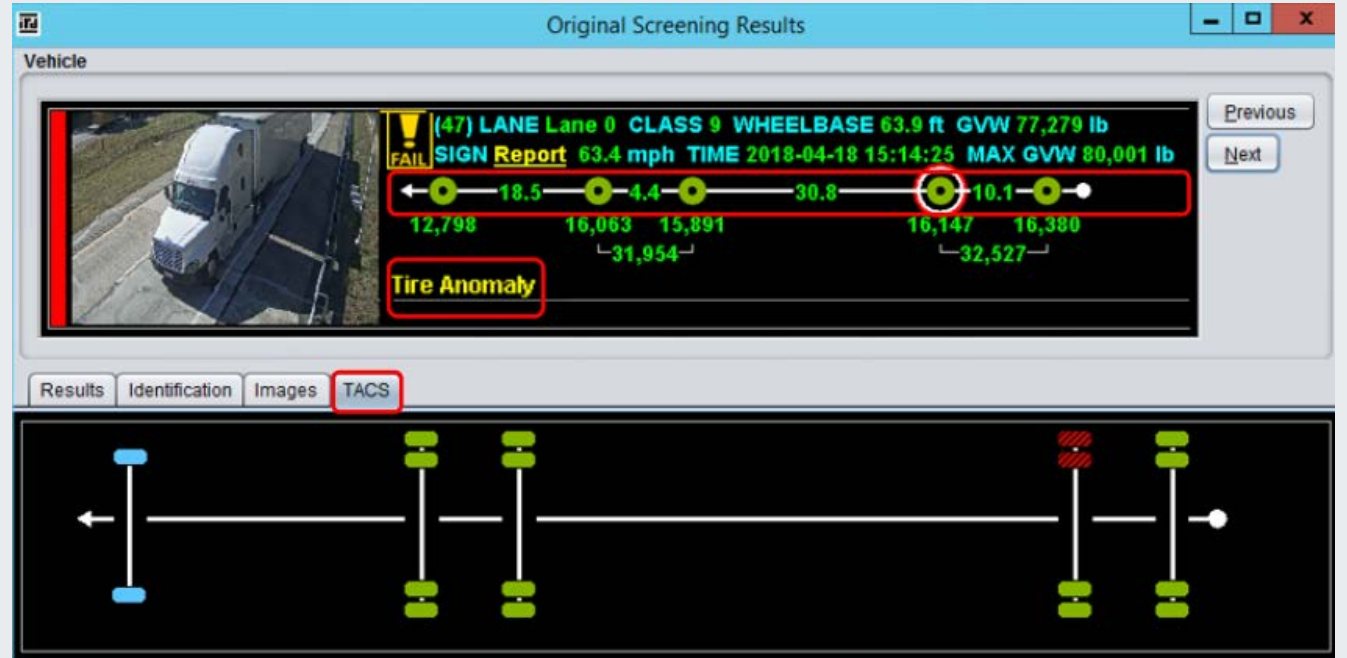 iTd Original Screening Results
Vehicle
(47) LANE Lane 0 CLASS 9 WHEELBASE 63.9 ft GVW 77,279 lb
FAIL SIGN Report 63.4 mph TIME 2018-04-18 15:14:25 MAX GVW 80,001 lb
18.5 4.4 30.8 10.1
12,798 16,063 15,891 16,147 16,380
31,954 32,527
Tire Anomaly
Previous
Next
Results Identification Images TACS